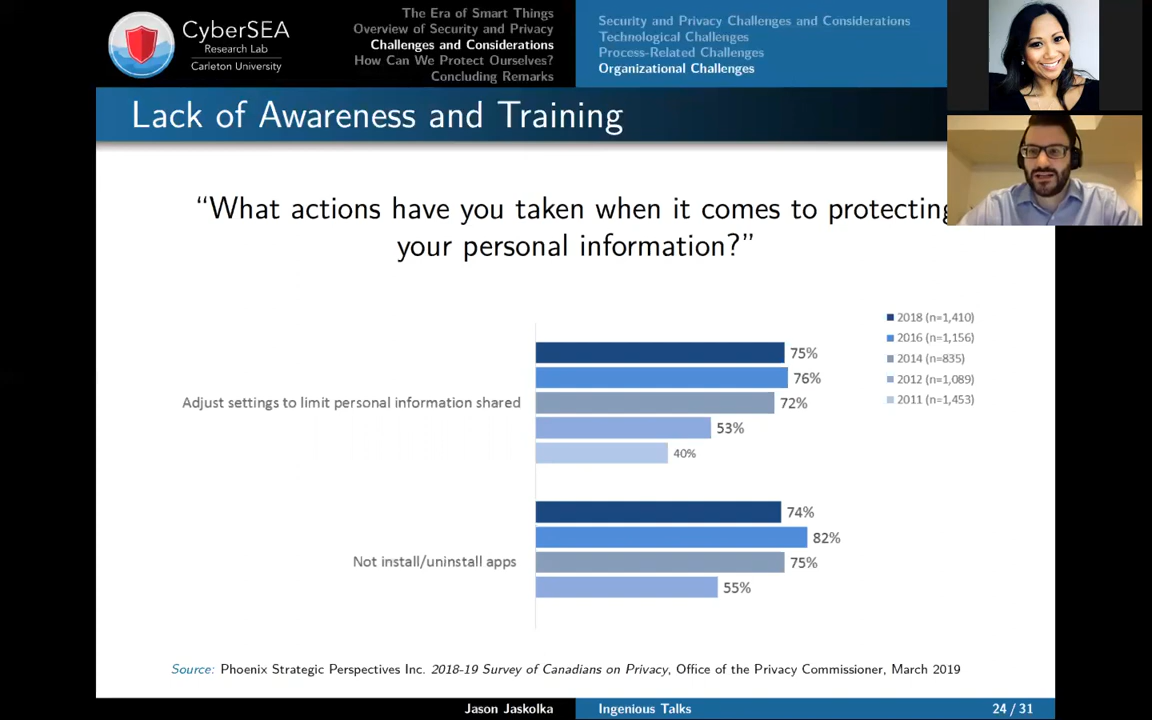 CyberSEA
Research Lab
Carleton University
The Era of Smart Things
Overview of Security and Privacy
Challenges and Considerations
How Can We Protect Ourselves?
Concluding Remarks
Security and Privacy Challenges and Considerations
Technological Challenges
Process-Related Challenges
Organizational Challenges
Lack of Awareness and Training
“What actions have you taken when it comes to protecting
your personal information?”
2018 (n=1,410)
2016 (n=1,156)
2014 (n=835)
2012 (n=1,089)
2011 (n=1,453)
Adjust settings to limit personal information shared
75%
76%
72%
53%
40%
Not install/uninstall apps
74%
82%
75%
55%
Source: Phoenix Strategic Perspectives Inc. 2018-19 Survey of Canadians on Privacy, Office of the Privacy Commissioner, March 2019
Jason Jaskolka
Ingenious Talks
24 / 31